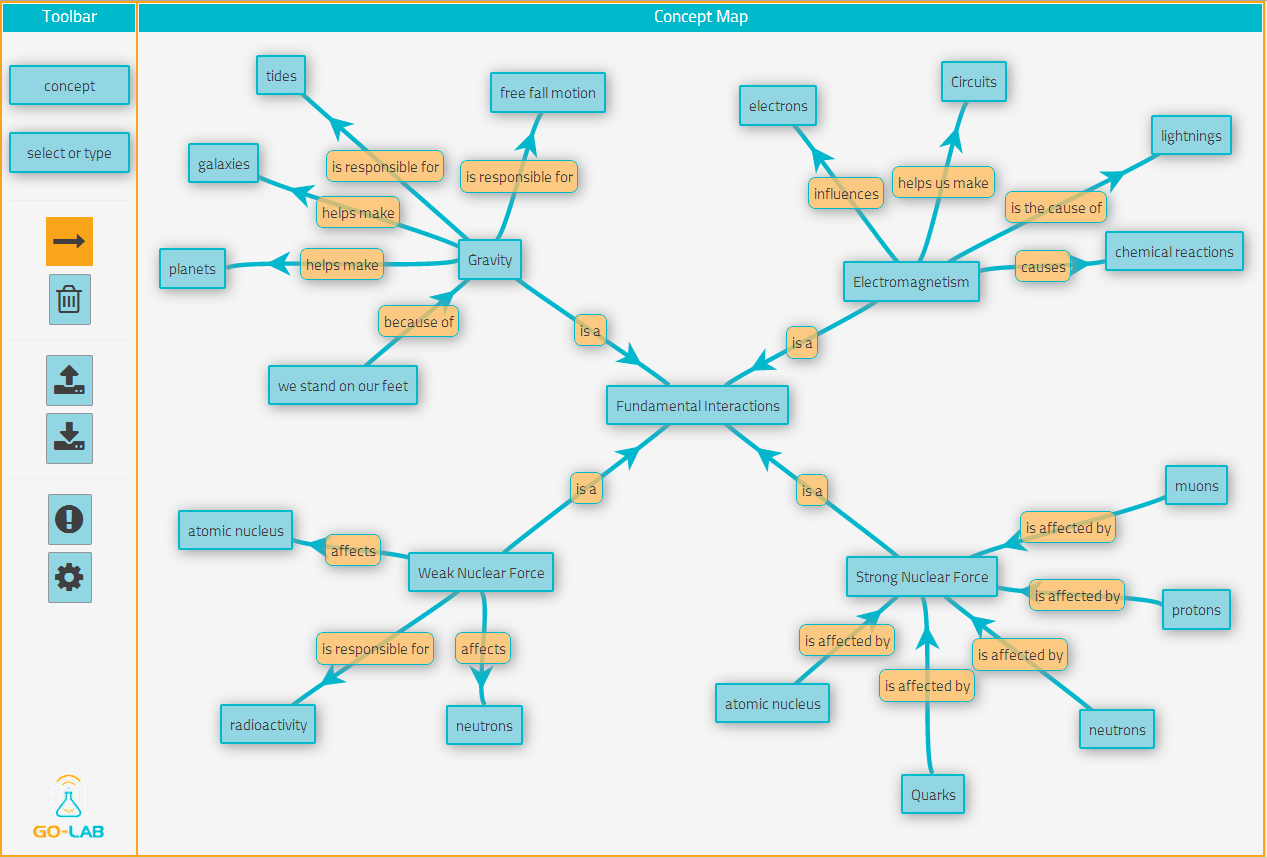 Toolbar
Concept Map
concept
select or type
GO-LAB
tides
free fall motion
galaxies
is responsible for
is responsible for
helps make
planets
helps make
Gravity
because of
is a
we stand on our feet
electrons
Circuits
lightnings
influences
helps us make
is the cause of
chemical reactions
causes
Electromagnetism
is a
Fundamental Interactions
is a
atomic nucleus
affects
Weak Nuclear Force
is responsible for
affects
radioactivity
neutrons
is a
muons
is affected by
Strong Nuclear Force
is affected by
protons
is affected by
is affected by
is affected by
atomic nucleus
neutrons
Quarks